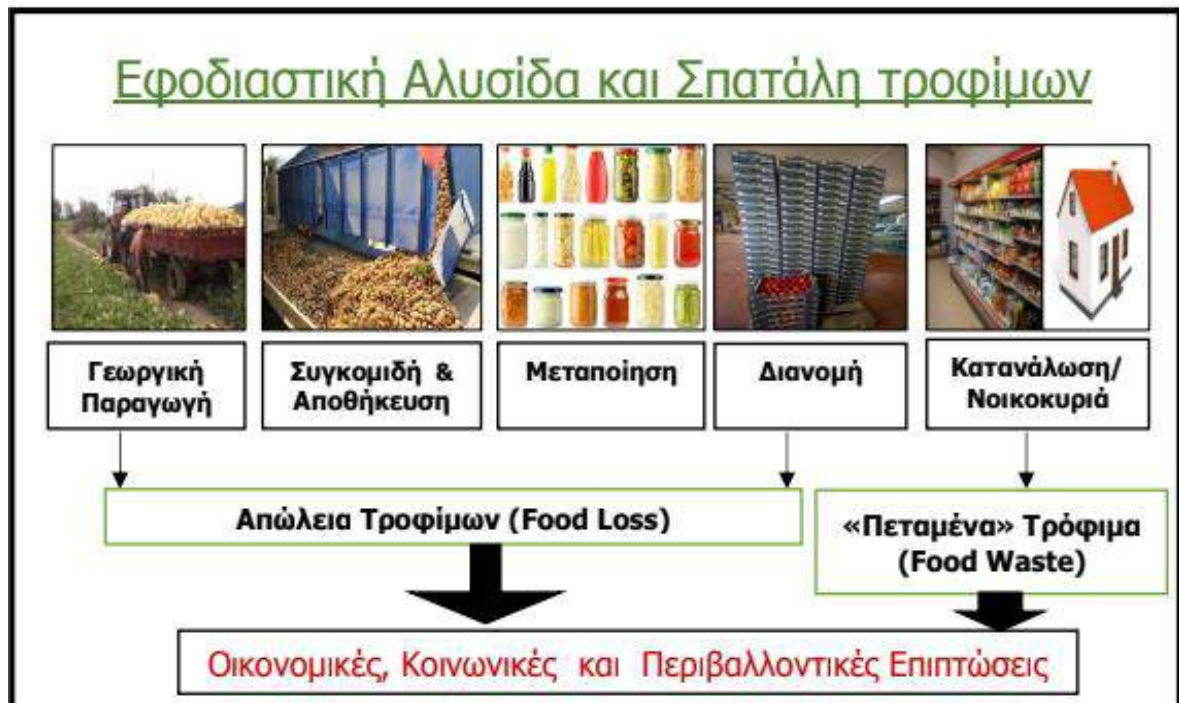 Εφοδιαστική Αλυσίδα και Σπατάλη τροφίμων
Γεωργική
Παραγωγή
Συγκομιδή &
Αποθήκευση
Μεταποίηση
Διανομή
Κατανάλωση/
Νοικοκυριά
Απώλεια Τροφίμων (Food Loss)
«Πεταμένα» Τρόφιμα
(Food Waste)
Οικονομικές, Κοινωνικές και Περιβαλλοντικές Επιπτώσεις